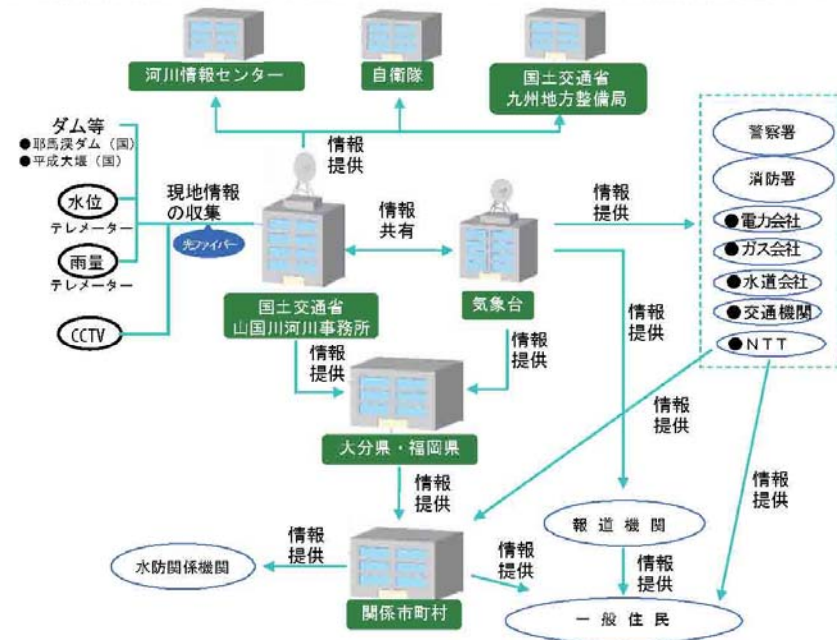 河川情報センター
自衛隊
国土交通省
九州地方整備局
ダム等
●耶馬渓ダム（国）
●平成大堰（国）
水位
テレメーター
雨量
テレメーター
CCTV
現地情報
の収集
光ファイバー
情報
提供
情報
共有
情報
提供
警察署
消防署
●電力会社
●ガス会社
●水道会社
●交通機関
●NTT
国土交通省
山国川河川事務所
気象台
情報
提供
情報
提供
大分県・福岡県
情報
提供
情報
提供
情報
提供
水防関係機関
情報
提供
関係市町村
情報
提供
報道機関
情報
提供
一般住民